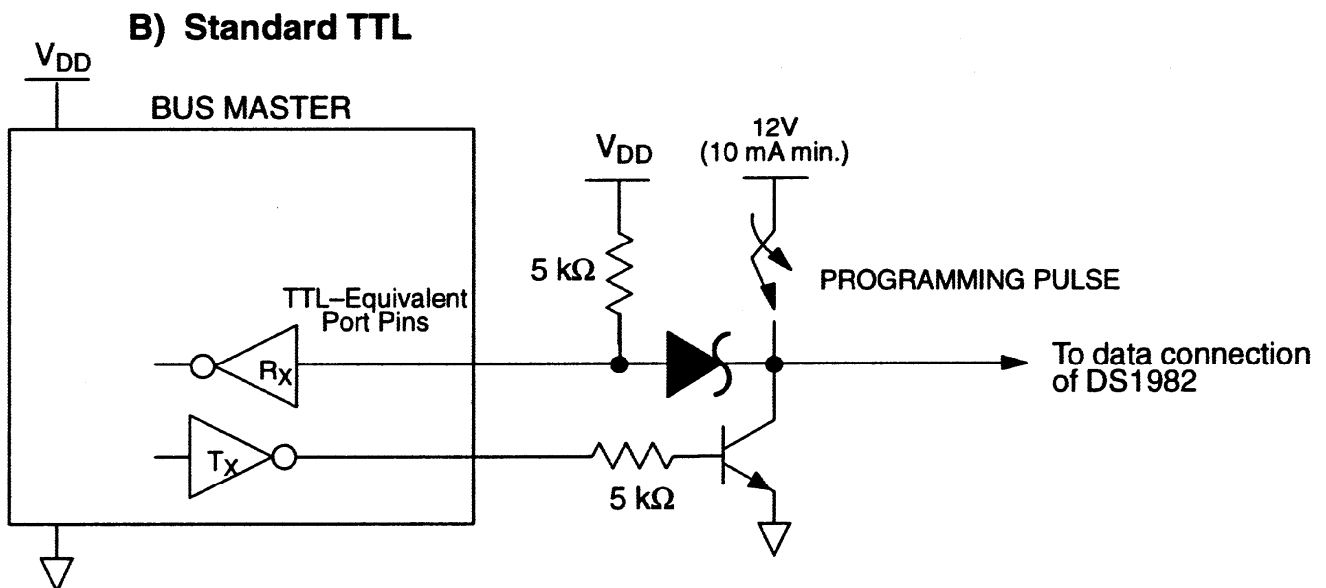 B) Standard TTL
VDD
BUS MASTER
VDD
12V
(10 mA min.)
5 kΩ
PROGRAMMING PULSE
TTL–Equivalent
Port Pins
RX
To data connection
of DS1982
TX
5 kΩ